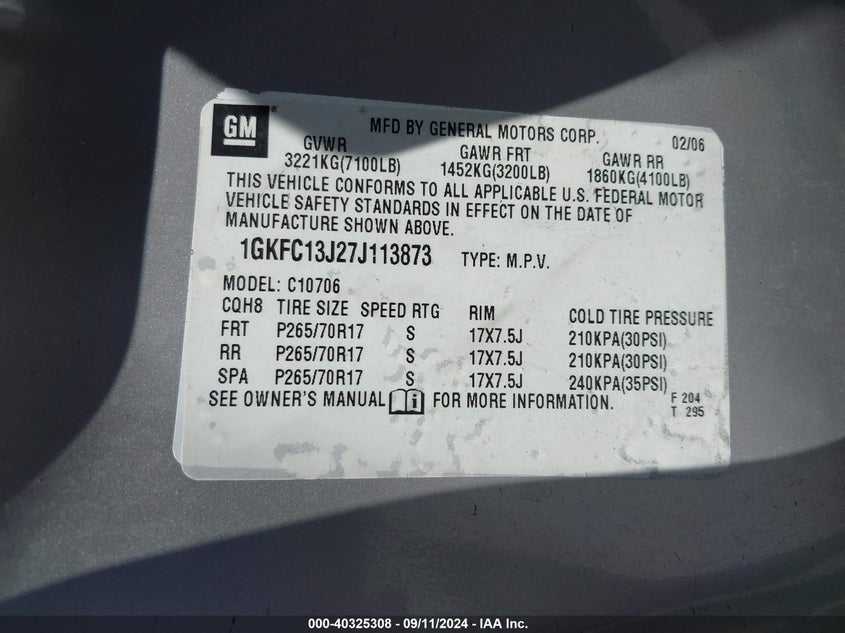 GM
MFD BY GENERAL MOTORS CORP. 02/06
GVWR GAWR FRT GAWR RR
3221KG(7100LB) 1452KG(3200LB) 1860KG(4100LB)
THIS VEHICLE CONFORMS TO ALL APPLICABLE U.S. FEDERAL MOTOR
VEHICLE SAFETY STANDARDS IN EFFECT ON THE DATE OF
MANUFACTURE SHOWN ABOVE.
1GKFC13J27J113873 TYPE: M.P.V.
MODEL: C10706
CQH8 TIRE SIZE SPEED RTG RIM COLD TIRE PRESSURE
FRT P265/70R17 S 17X7.5J 210KPA(30PSI)
RR P265/70R17 S 17X7.5J 210KPA(30PSI)
SPA P265/70R17 S 17X7.5J 240KPA(35PSI)
SEE OWNER'S MANUAL FOR MORE INFORMATION. F 204
T 295
000-40325308 - 09/11/2024 - IAA Inc.